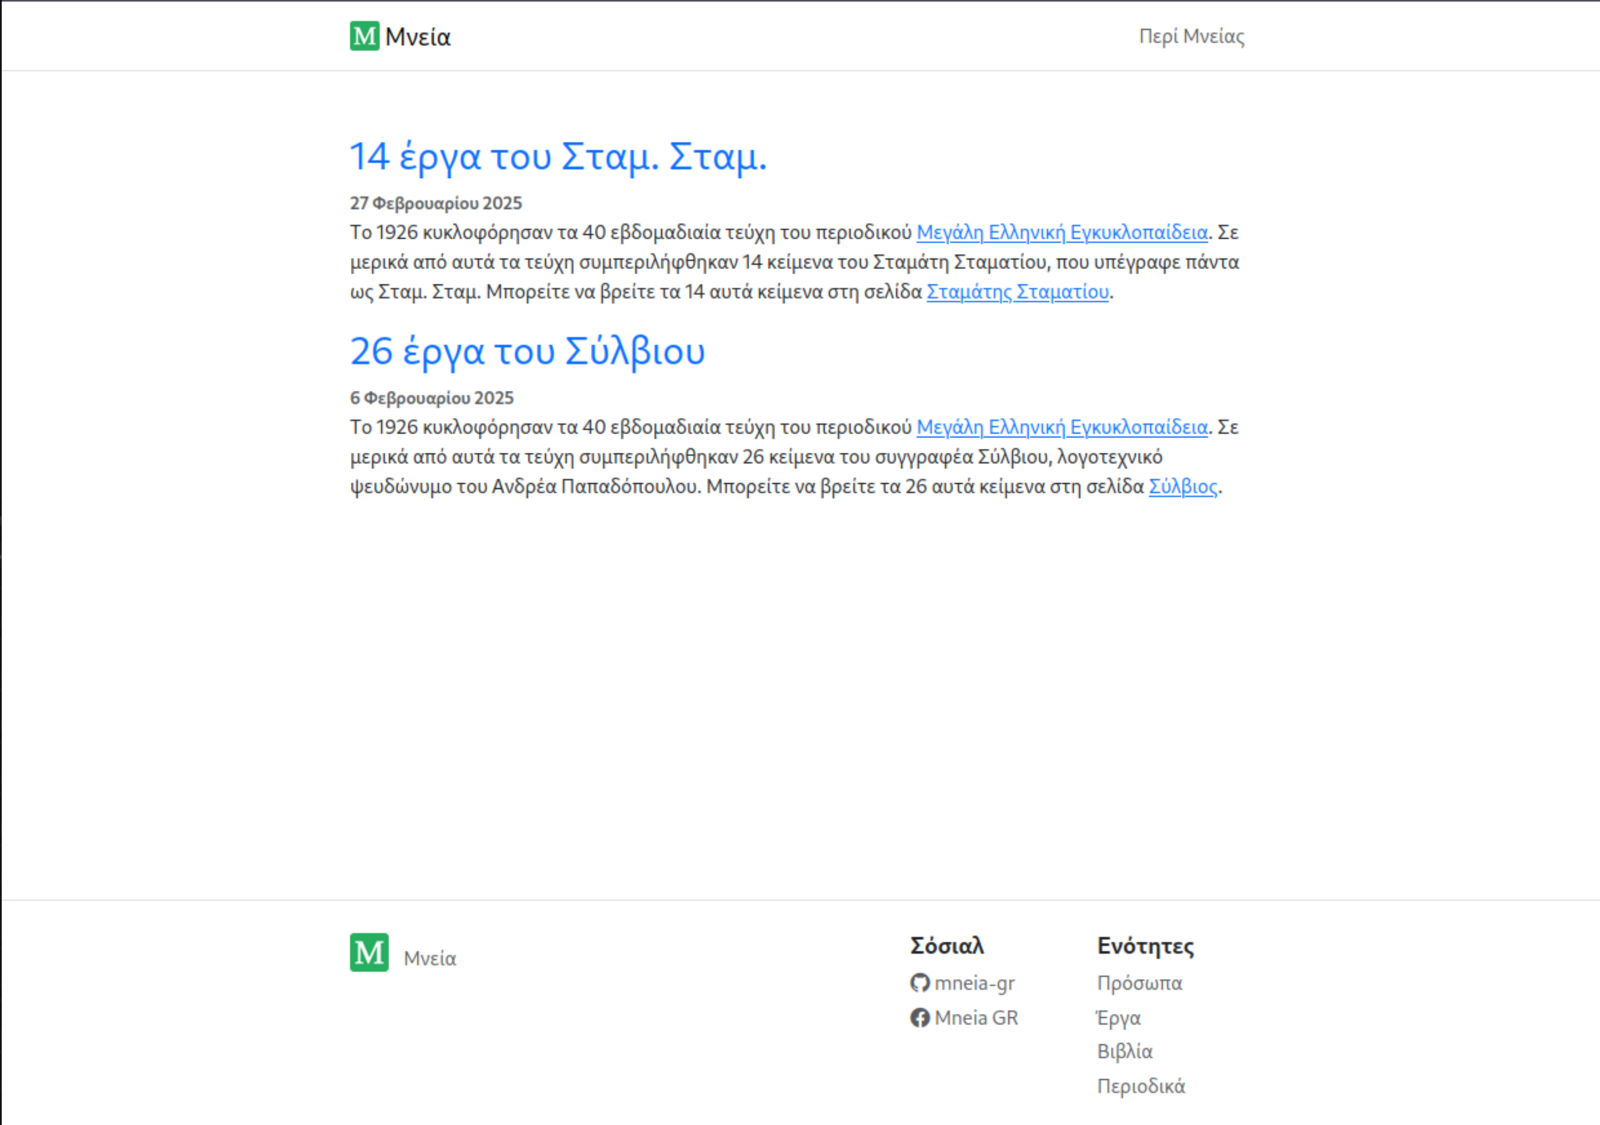 M Μνεία
Περί Μνείας
14 έργα του Σταμ. Σταμ.
27 Φεβρουαρίου 2025
Το 1926 κυκλοφόρησαν τα 40 εβδομαδιαία τεύχη του περιοδικού Μεγάλη Ελληνική Εγκυκλοπαίδεια. Σε
μερικά από αυτά τα τεύχη συμπεριλήφθηκαν 14 κείμενα του Σταμάτη Σταματίου, που υπέγραφε πάντα
ως Σταμ. Σταμ. Μπορείτε να βρείτε τα 14 αυτά κείμενα στη σελίδα Σταμάτης Σταματίου.
26 έργα του Σύλβιου
6 Φεβρουαρίου 2025
Το 1926 κυκλοφόρησαν τα 40 εβδομαδιαία τεύχη του περιοδικού Μεγάλη Ελληνική Εγκυκλοπαίδεια. Σε
μερικά από αυτά τα τεύχη συμπεριλήφθηκαν 26 κείμενα του συγγραφέα Σύλβιου, λογοτεχνικό
ψευδώνυμο του Ανδρέα Παπαδόπουλου. Μπορείτε να βρείτε τα 26 αυτά κείμενα στη σελίδα Σύλβιος.
M Μνεία
Σόσιαλ
mneia-gr
Mneia GR
Ενότητες
Πρόσωπα
Έργα
Βιβλία
Περιοδικά